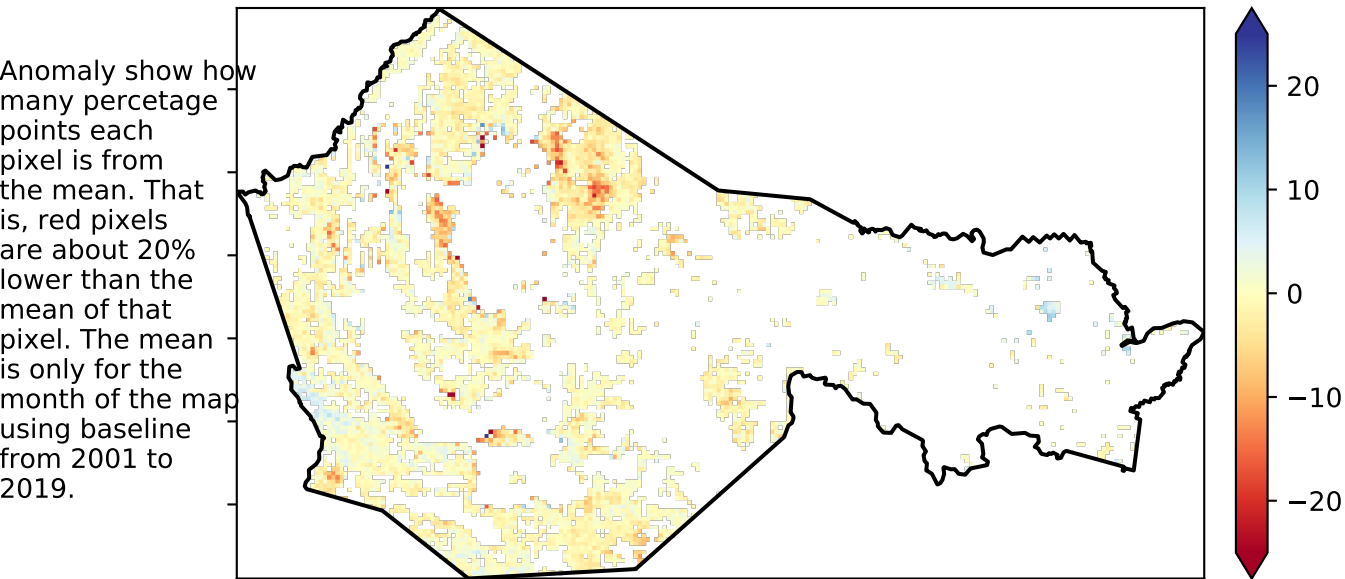 Anomaly show how
many percetage
points each
pixel is from
the mean. That
is, red pixels
are about 20%
lower than the
mean of that
pixel. The mean
is only for the
month of the map
using baseline
from 2001 to
2019.
20
10
0
−10
−20